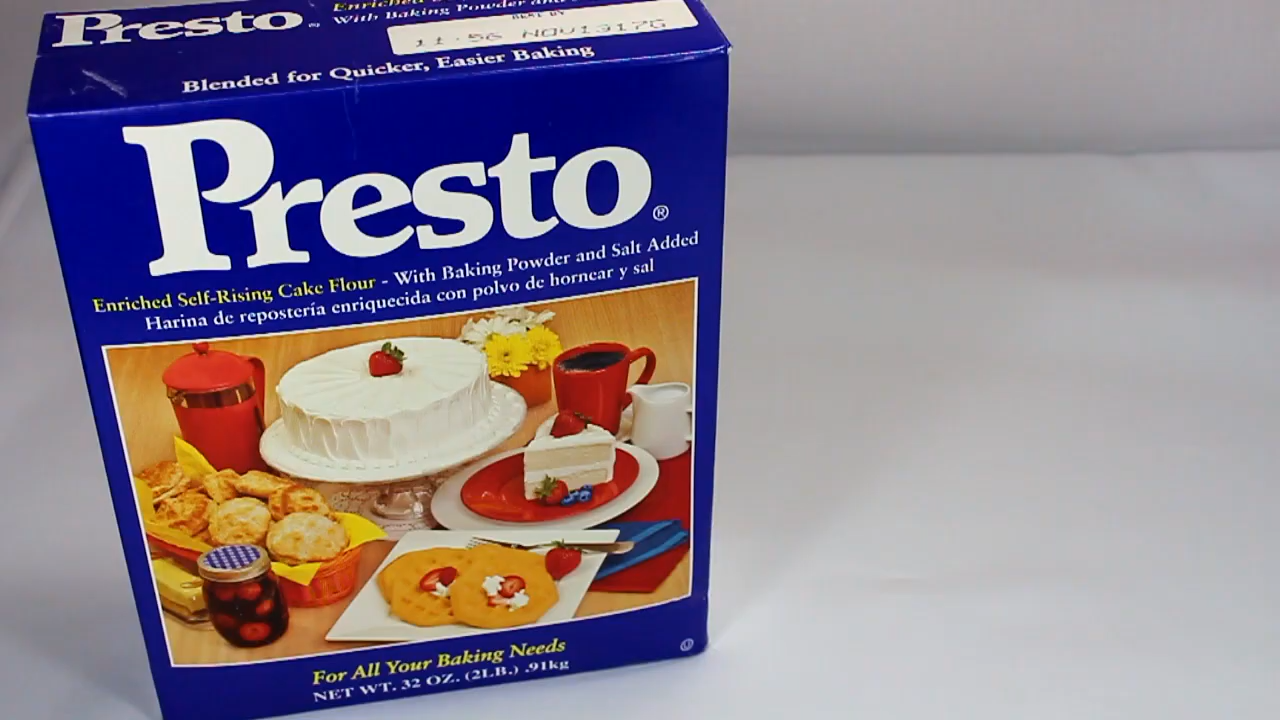 Presto
With Baking Powder and
BEST BY
11:56 NOV1317G
Blended for Quicker, Easier Baking
Presto®
Enriched Self-Rising Cake Flour - With Baking Powder and Salt Added
Harina de repostería enriquecida con polvo de hornear y sal
For All Your Baking Needs
NET WT. 32 OZ. (2LB.) .91kg